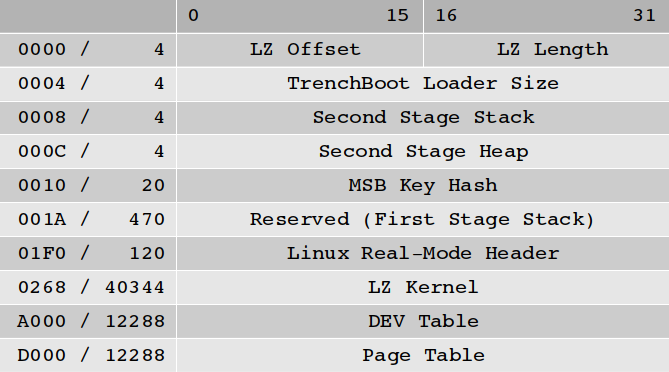 0 15 16 31
0000 / 4 LZ Offset LZ Length
0004 / 4 TrenchBoot Loader Size
0008 / 4 Second Stage Stack
000C / 4 Second Stage Heap
0010 / 20 MSB Key Hash
001A / 470 Reserved (First Stage Stack)
01F0 / 120 Linux Real-Mode Header
0268 / 40344 LZ Kernel
A000 / 12288 DEV Table
D000 / 12288 Page Table